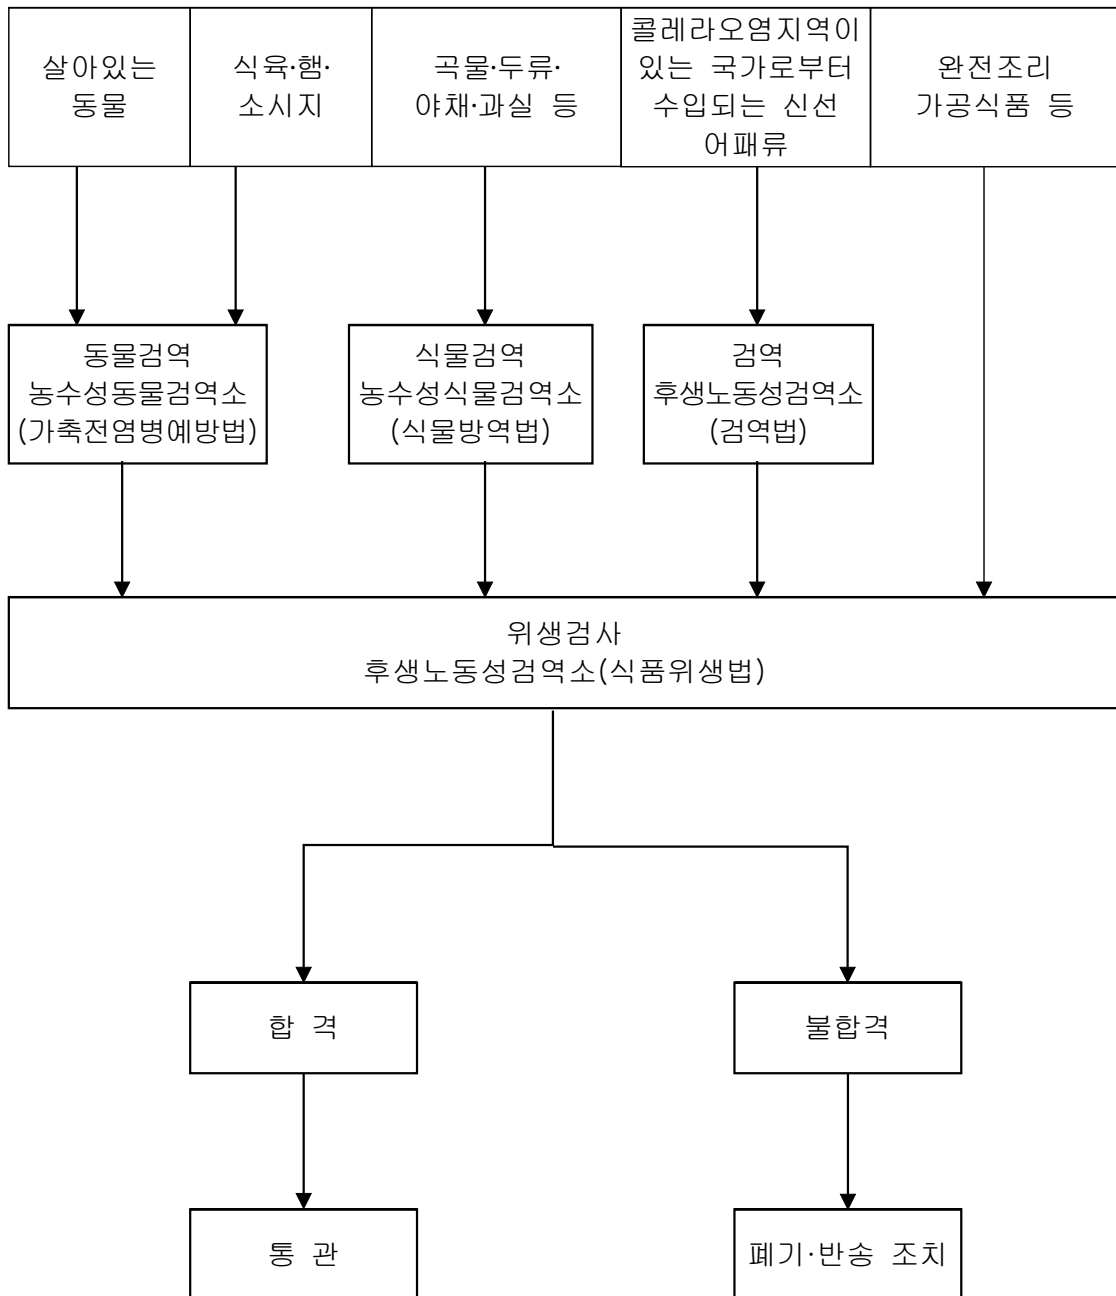 살아있는
동물
식육·햄·
소시지
곡물·두류·
야채·과실 등
콜레라오염지역이
있는 국가로부터
수입되는 신선
어패류
완전조리
가공식품 등
동물검역
농수성동물검역소
(가축전염병예방법)
식물검역
농수성식물검역소
(식물방역법)
검역
후생노동성검역소
(검역법)
위생검사
후생노동성검역소(식품위생법)
합 격
불합격
통 관
폐기·반송 조치